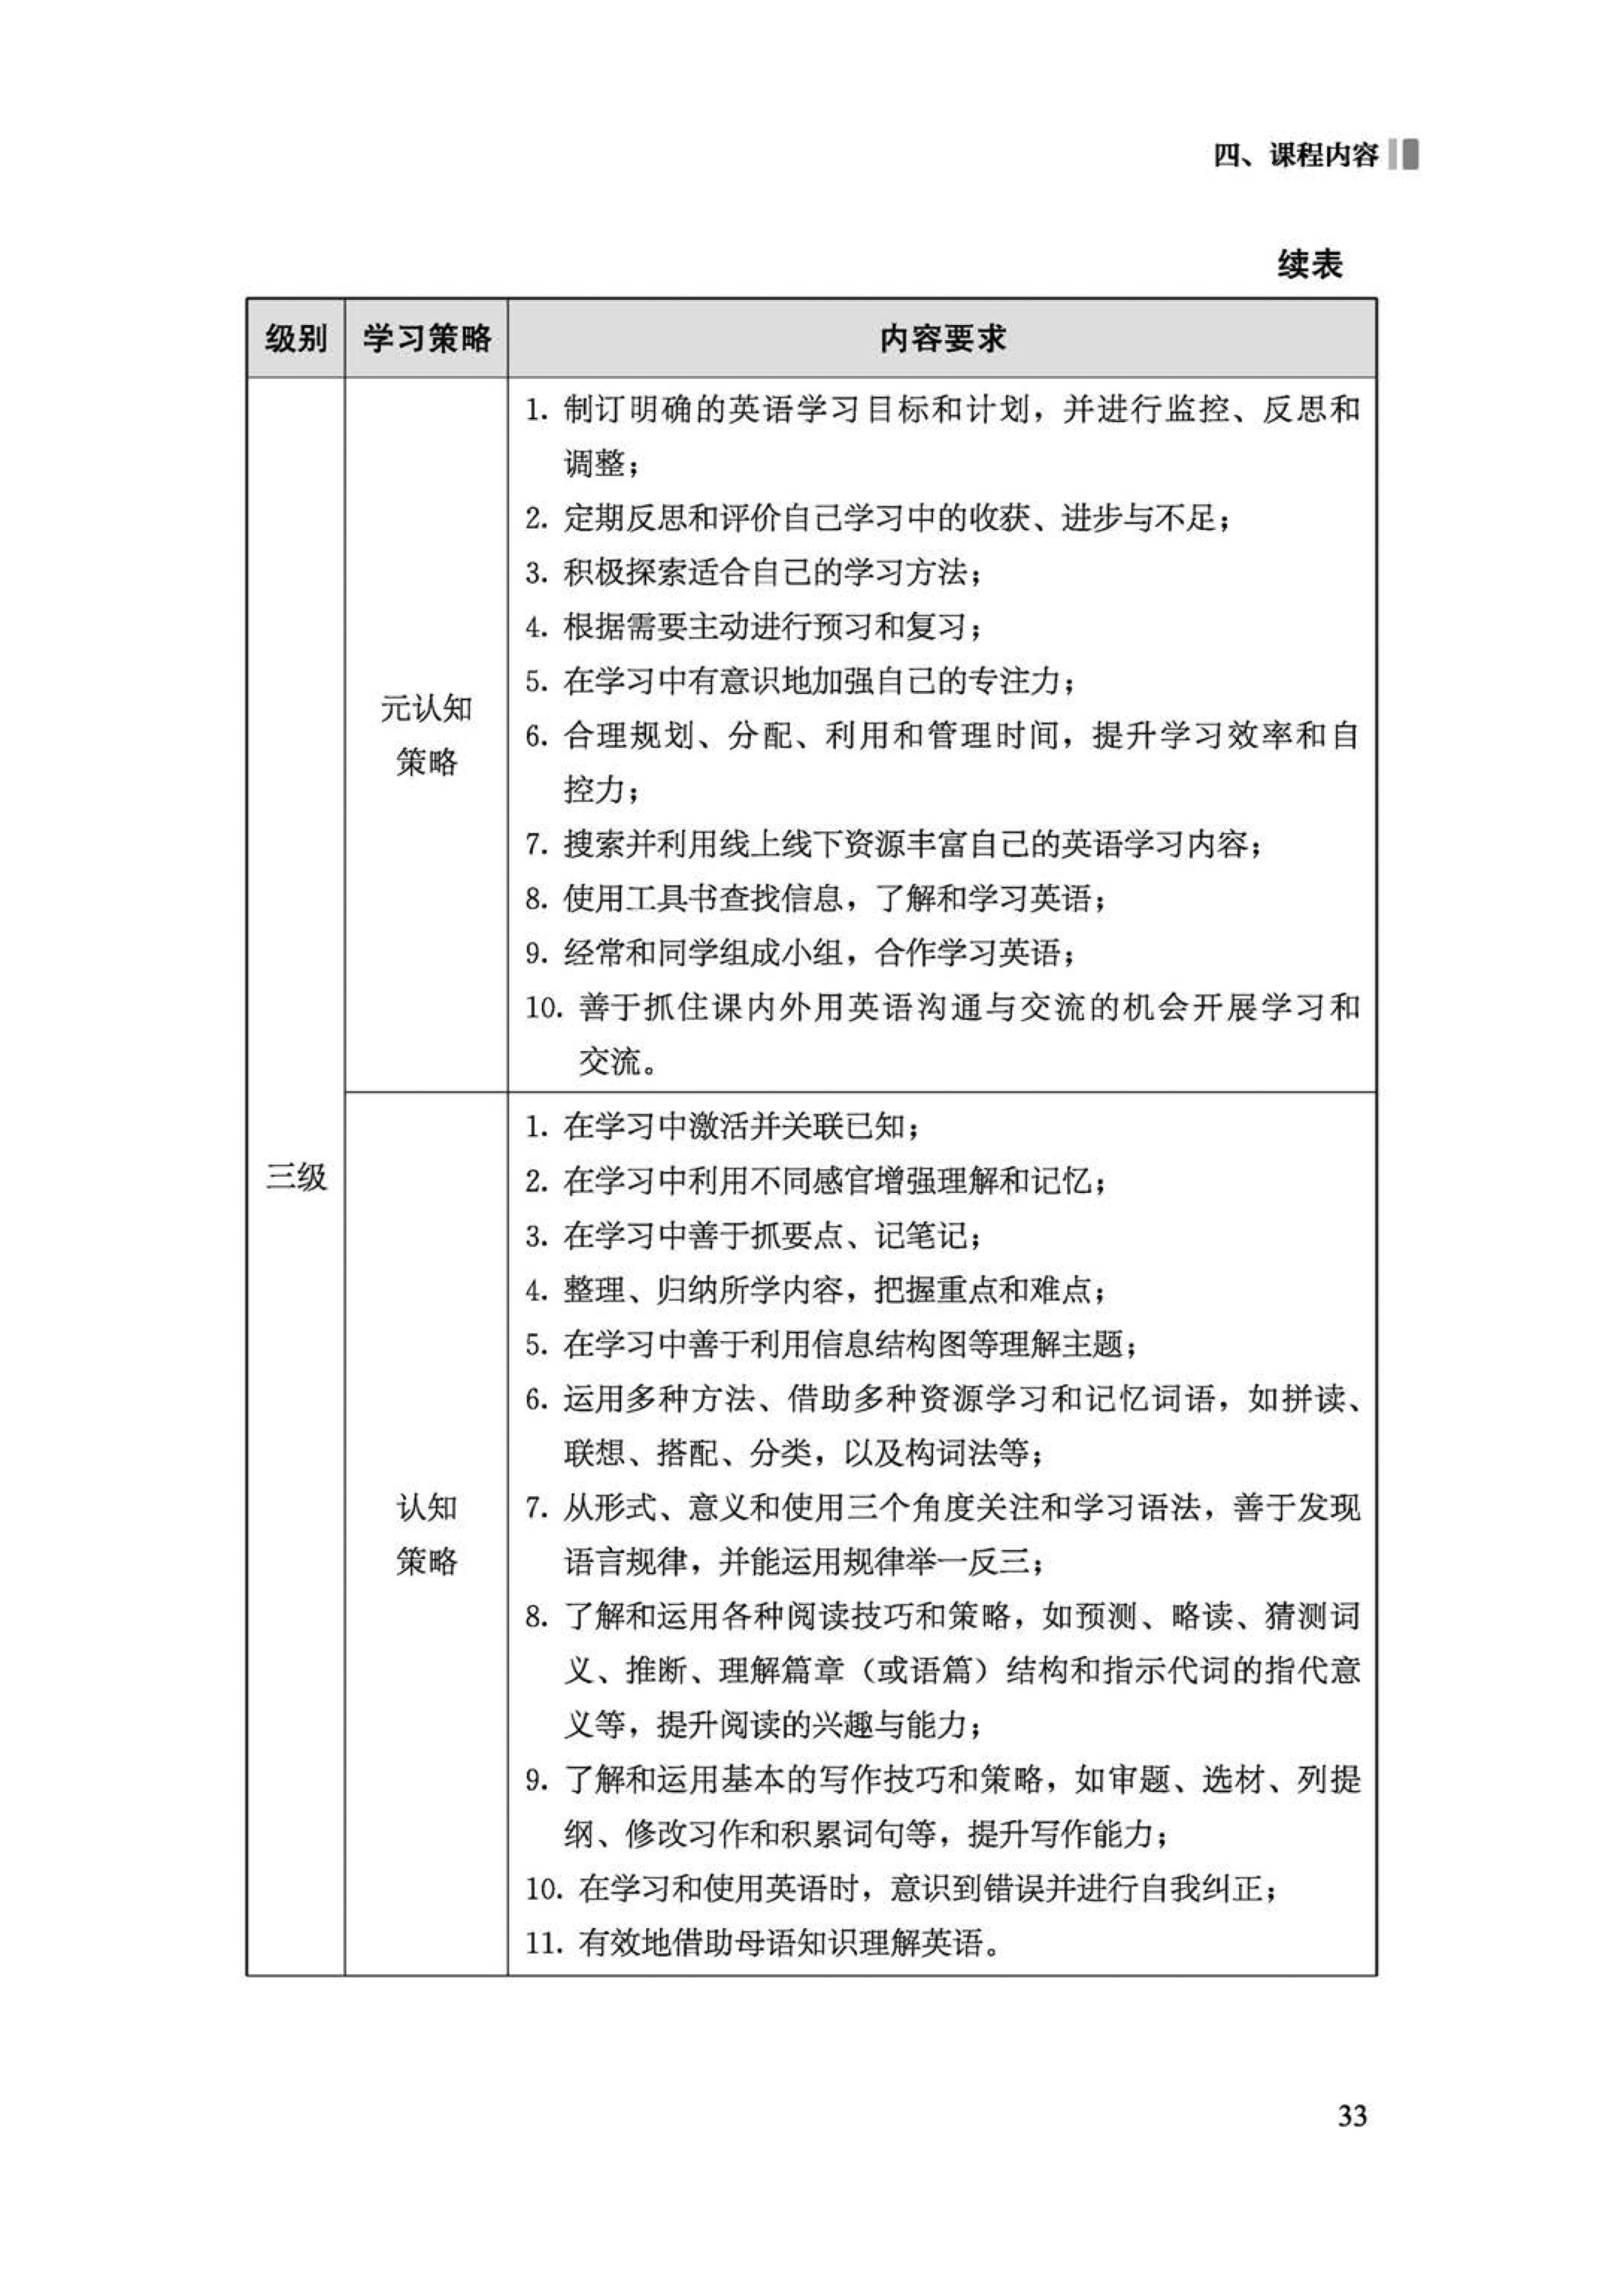 四、课程内容
续表
级别 学习策略 内容要求
三级
元认知
策略
1. 制订明确的英语学习目标和计划，并进行监控、反思和
调整；
2. 定期反思和评价自己学习中的收获、进步与不足；
3. 积极探索适合自己的学习方法；
4. 根据需要主动进行预习和复习；
5. 在学习中有意识地加强自己的专注力；
6. 合理规划、分配、利用和管理时间，提升学习效率和自
控力；
7. 搜索并利用线上线下资源丰富自己的英语学习内容；
8. 使用工具书查找信息，了解和学习英语；
9. 经常和同学组成小组，合作学习英语；
10. 善于抓住课内外用英语沟通与交流的机会开展学习和
交流。
认知
策略
1. 在学习中激活并关联已知；
2. 在学习中利用不同感官增强理解和记忆；
3. 在学习中善于抓要点、记笔记；
4. 整理、归纳所学内容，把握重点和难点；
5. 在学习中善于利用信息结构图等理解主题；
6. 运用多种方法、借助多种资源学习和记忆词语，如拼读、
联想、搭配、分类，以及构词法等；
7. 从形式、意义和使用三个角度关注和学习语法，善于发现
语言规律，并能运用规律举一反三；
8. 了解和运用各种阅读技巧和策略，如预测、略读、猜测词
义、推断、理解篇章（或语篇）结构和指示代词的指代意
义等，提升阅读的兴趣与能力；
9. 了解和运用基本的写作技巧和策略，如审题、选材、列提
纲、修改习作和积累词句等，提升写作能力；
10. 在学习和使用英语时，意识到错误并进行自我纠正；
11. 有效地借助母语知识理解英语。
33